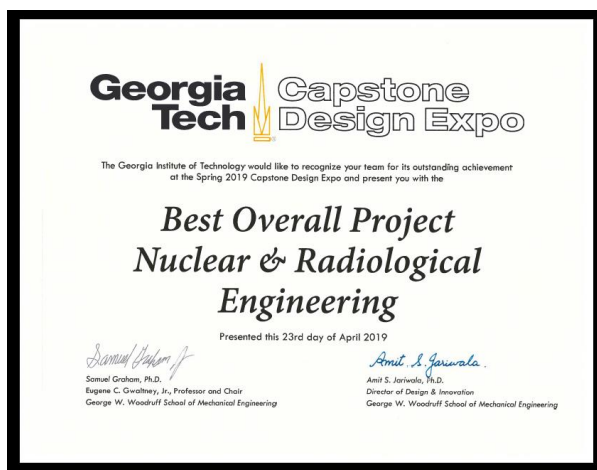 Georgia Tech
Capstone Design Expo
The Georgia Institute of Technology would like to recognize your team for its outstanding achievement
at the Spring 2019 Capstone Design Expo and present you with the
Best Overall Project
Nuclear & Radiological
Engineering
Presented this 23rd day of April 2019
Samuel Graham Jr
Samuel Graham, Ph.D.
Eugene C. Gwaltney, Jr., Professor and Chair
George W. Woodruff School of Mechanical Engineering
Amit. S. Jariwala.
Amit S. Jariwala, Ph.D.
Director of Design & Innovation
George W. Woodruff School of Mechanical Engineering